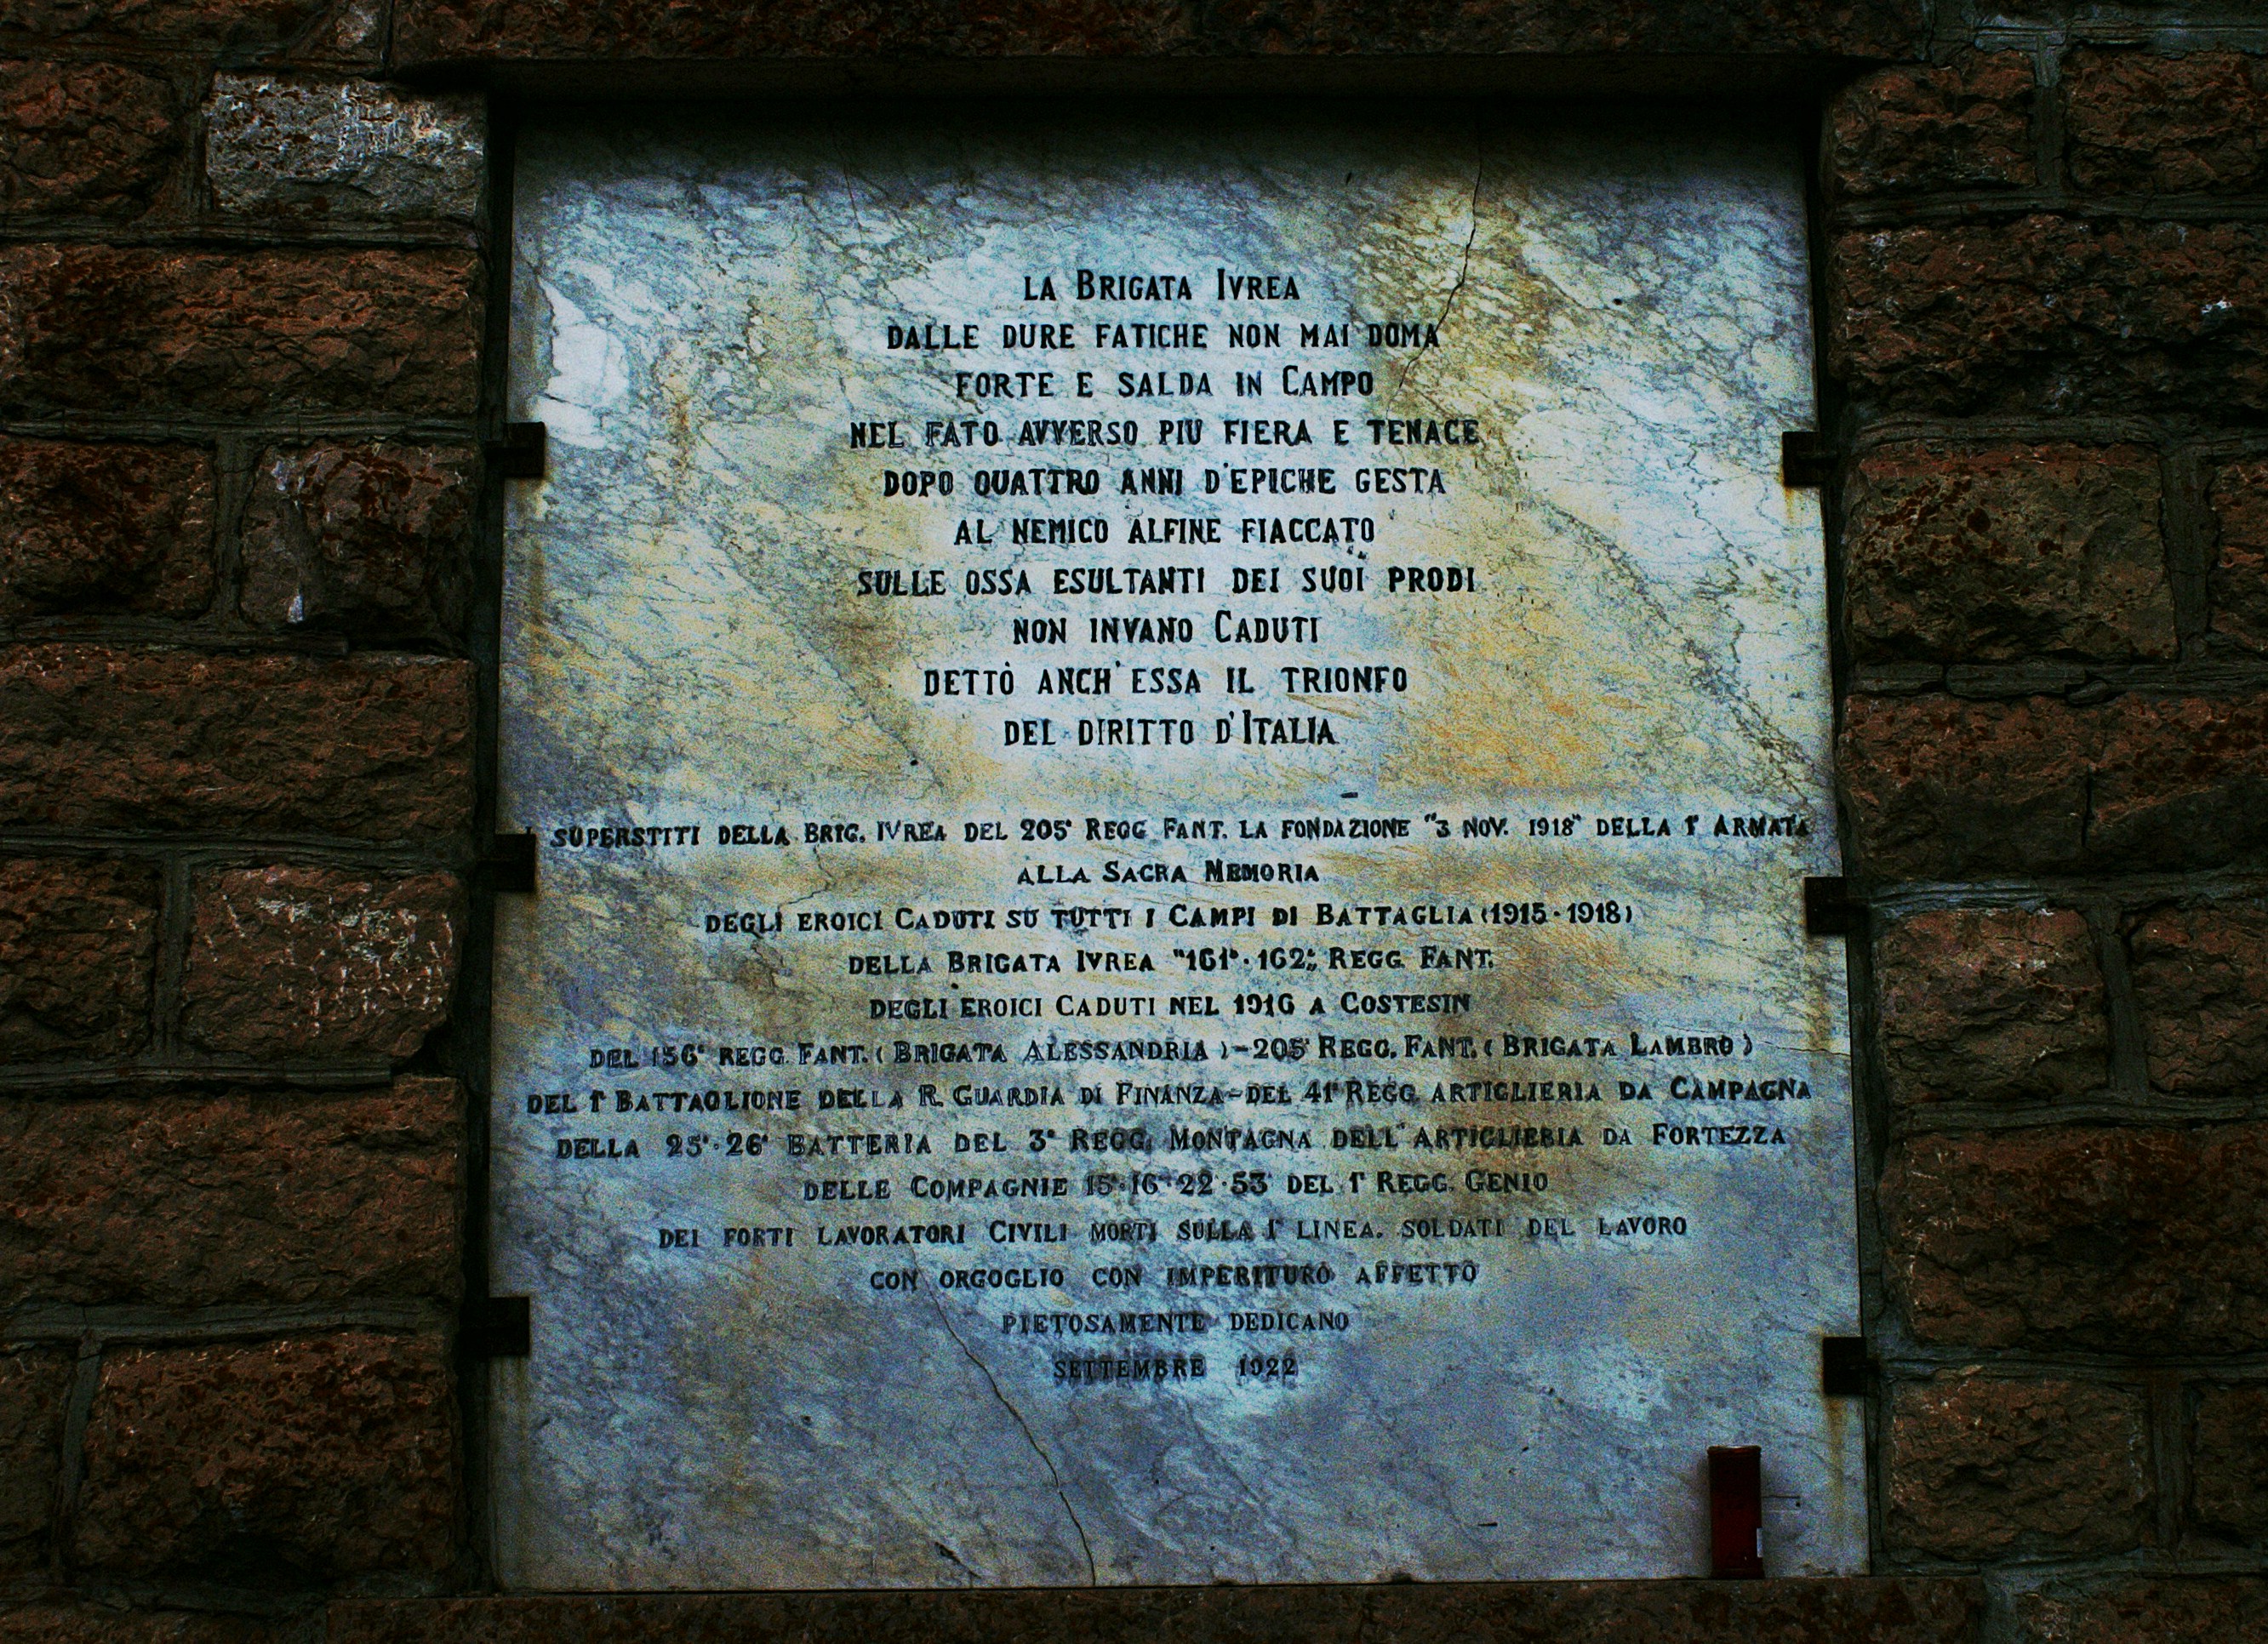 LA BRIGATA IVREA
DALLE DURE FATICHE NON MAI DOMA
FORTE E SALDA IN CAMPO
NEL FATO AVVERSO PIU FIERA E TENACE
DOPO QUATTRO ANNI D'EPICHE GESTA
AL NEMICO ALFINE FIACCATO
SULLE OSSA ESULTANTI DEI SUOI PRODI
NON INVANO CADUTI
DETTÒ ANCH'ESSA IL TRIONFO
DEL DIRITTO D'ITALIA
I SUPERSTITI DELLA BRIG. IVREA DEL 205° REGG FANT. LA FONDAZIONE "3 NOV. 1918" DELLA 1ª ARMATA
ALLA SACRA MEMORIA
DEGLI EROICI CADUTI SU TUTTI I CAMPI DI BATTAGLIA (1915-1918)
DELLA BRIGATA IVREA "161°-162°" REGG. FANT.
DEGLI EROICI CADUTI NEL 1916 A COSTESIN
DEL 156° REGG. FANT. (BRIGATA ALESSANDRIA) - 205° REGG. FANT. (BRIGATA LAMBRO)
DEL 1° BATTAGLIONE DELLA R. GUARDIA DI FINANZA - DEL 41° REGG. ARTIGLIERIA DA CAMPAGNA
DELLA 25ª-26ª BATTERIA DEL 3° REGG. MONTAGNA DELL'ARTIGLIERIA DA FORTEZZA
DELLE COMPAGNIE 15ª-16ª-22-53ª DEL 1° REGG. GENIO
DEI FORTI LAVORATORI CIVILI MORTI SULLA 1ª LINEA. SOLDATI DEL LAVORO
CON ORGOGLIO CON IMPERITURO AFFETTO
PIETOSAMENTE DEDICANO
SETTEMBRE 1922